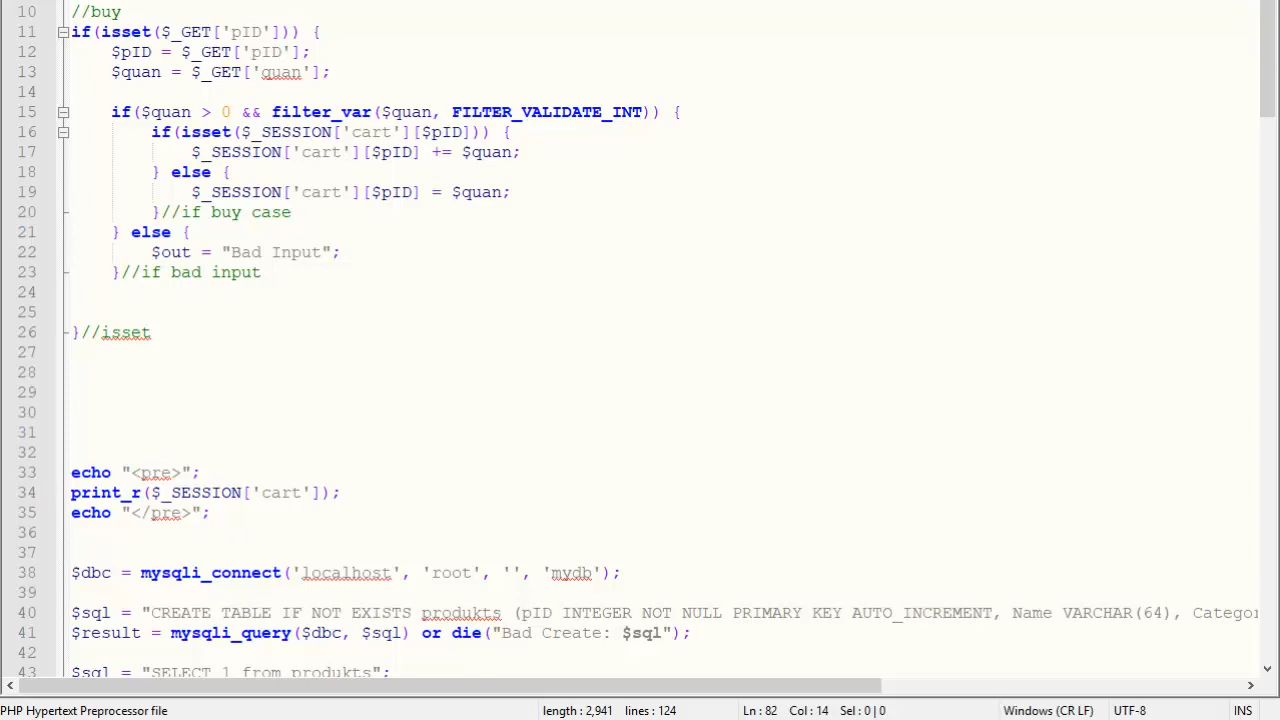 10 //buy
11 if(isset($_GET['pID'])) {
12 $pID = $_GET['pID'];
13 $quan = $_GET['quan'];
14
15 if($quan > 0 && filter_var($quan, FILTER_VALIDATE_INT)) {
16 if(isset($_SESSION['cart'][$pID])) {
17 $_SESSION['cart'][$pID] += $quan;
18 } else {
19 $_SESSION['cart'][$pID] = $quan;
20 }//if buy case
21 } else {
22 $out = "Bad Input";
23 }//if bad input
24
25
26 }//isset
27
28
29
30
31
32
33 echo "<pre>";
34 print_r($_SESSION['cart']);
35 echo "</pre>";
36
37
38 $dbc = mysqli_connect('localhost', 'root', '', 'mydb');
39
40 $sql = "CREATE TABLE IF NOT EXISTS produkts (pID INTEGER NOT NULL PRIMARY KEY AUTO_INCREMENT, Name VARCHAR(64), Catego
41 $result = mysqli_query($dbc, $sql) or die("Bad Create: $sql");
42
43 $sql = "SELECT 1 from produkts";
PHP Hypertext Preprocessor file length : 2,941 lines : 124 Ln : 82 Col : 14 Sel : 0 | 0 Windows (CR LF) UTF-8 INS